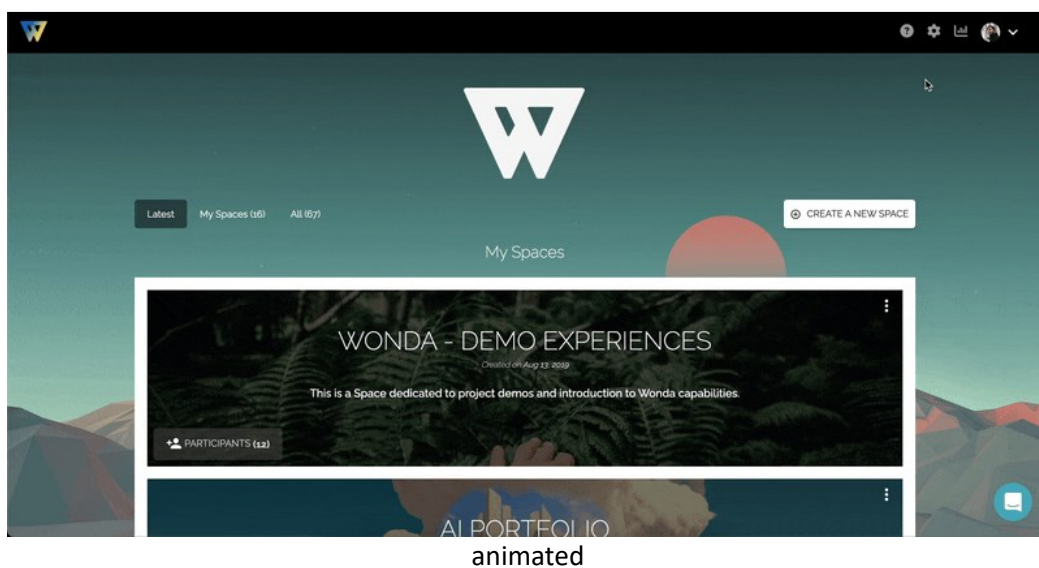 W
Latest My Spaces (16) All (67) CREATE A NEW SPACE
My Spaces
WONDA - DEMO EXPERIENCES
Created on Aug 13, 2019
This is a Space dedicated to project demos and introduction to Wonda capabilities.
PARTICIPANTS (12)
AI PORTFOLIO
animated